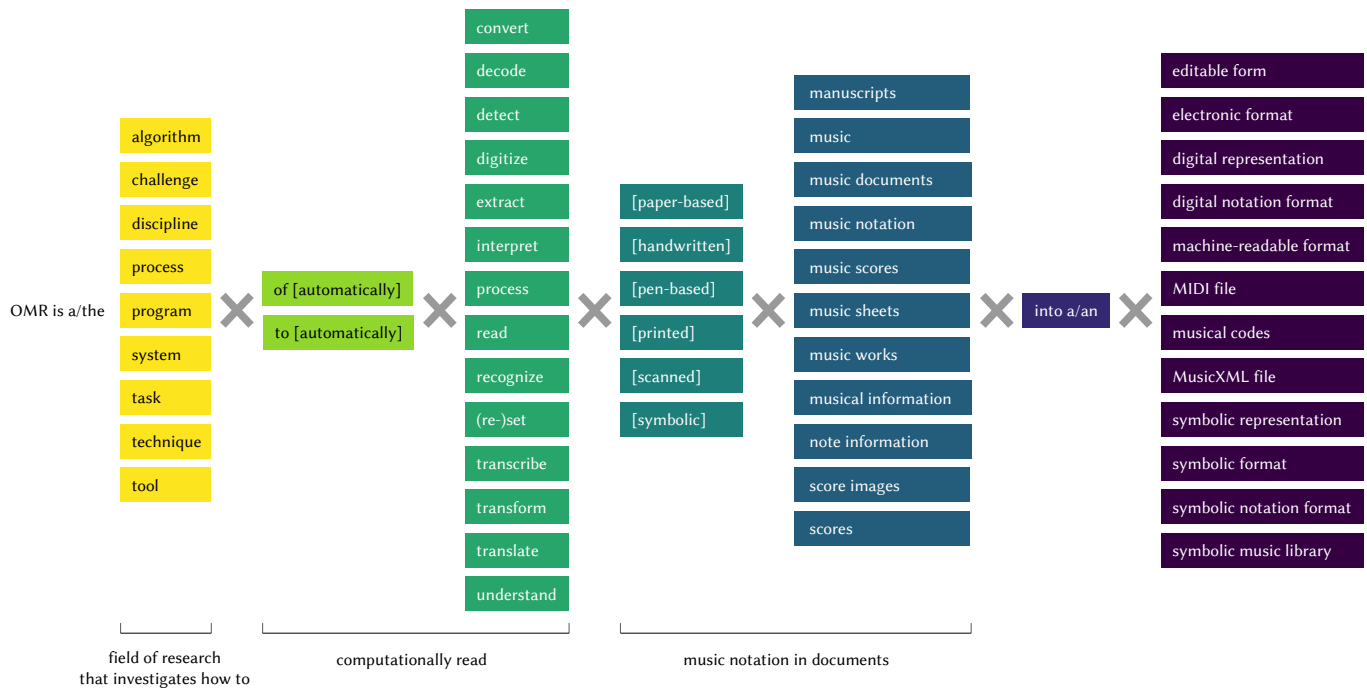 OMR is a/the
algorithm
challenge
discipline
process
program
system
task
technique
tool
of [automatically]
to [automatically]
convert
decode
detect
digitize
extract
interpret
process
read
recognize
(re-)set
transcribe
transform
translate
understand
[paper-based]
[handwritten]
[pen-based]
[printed]
[scanned]
[symbolic]
manuscripts
music
music documents
music notation
music scores
music sheets
music works
musical information
note information
score images
scores
into a/an
editable form
electronic format
digital representation
digital notation format
machine-readable format
MIDI file
musical codes
MusicXML file
symbolic representation
symbolic format
symbolic notation format
symbolic music library
field of research
that investigates how to
computationally read
music notation in documents